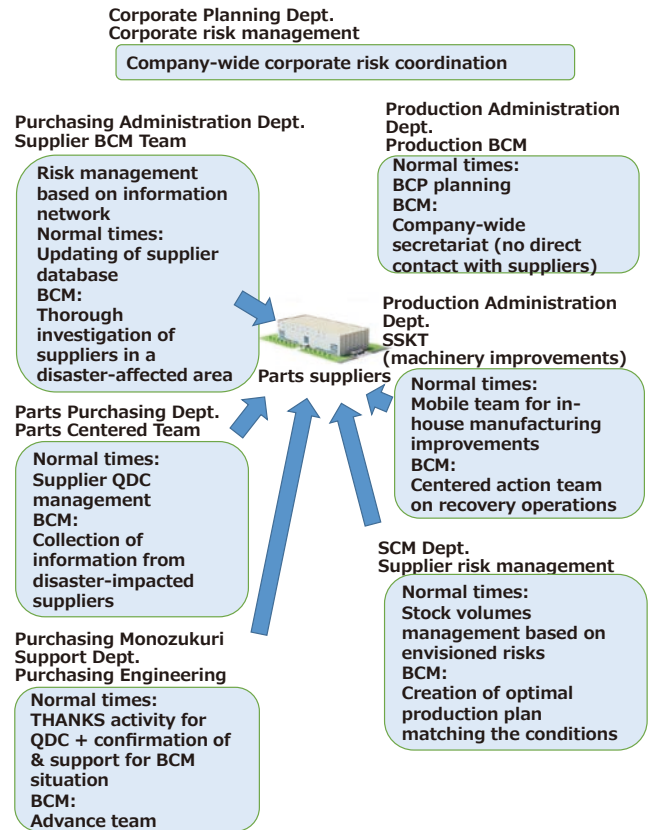 Corporate Planning Dept.
Corporate risk management
Company-wide corporate risk coordination
Purchasing Administration Dept.
Supplier BCM Team
Risk management
based on information
network
Normal times:
Updating of supplier
database
BCM:
Thorough
investigation of
suppliers in a
disaster-affected area
Production Administration
Dept.
Production BCM
Normal times:
BCP planning
BCM:
Company-wide
secretariat (no direct
contact with suppliers)
Parts suppliers
Production Administration
Dept.
SSKT
(machinery improvements)
Normal times:
Mobile team for in-
house manufacturing
improvements
BCM:
Centered action team
on recovery operations
Parts Purchasing Dept.
Parts Centered Team
Normal times:
Supplier QDC
management
BCM:
Collection of
information from
disaster-impacted
suppliers
SCM Dept.
Supplier risk management
Normal times:
Stock volumes
management based on
envisioned risks
BCM:
Creation of optimal
production plan
matching the conditions
Purchasing Monozukuri
Support Dept.
Purchasing Engineering
Normal times:
THANKS activity for
QDC + confirmation of
& support for BCM
situation
BCM:
Advance team